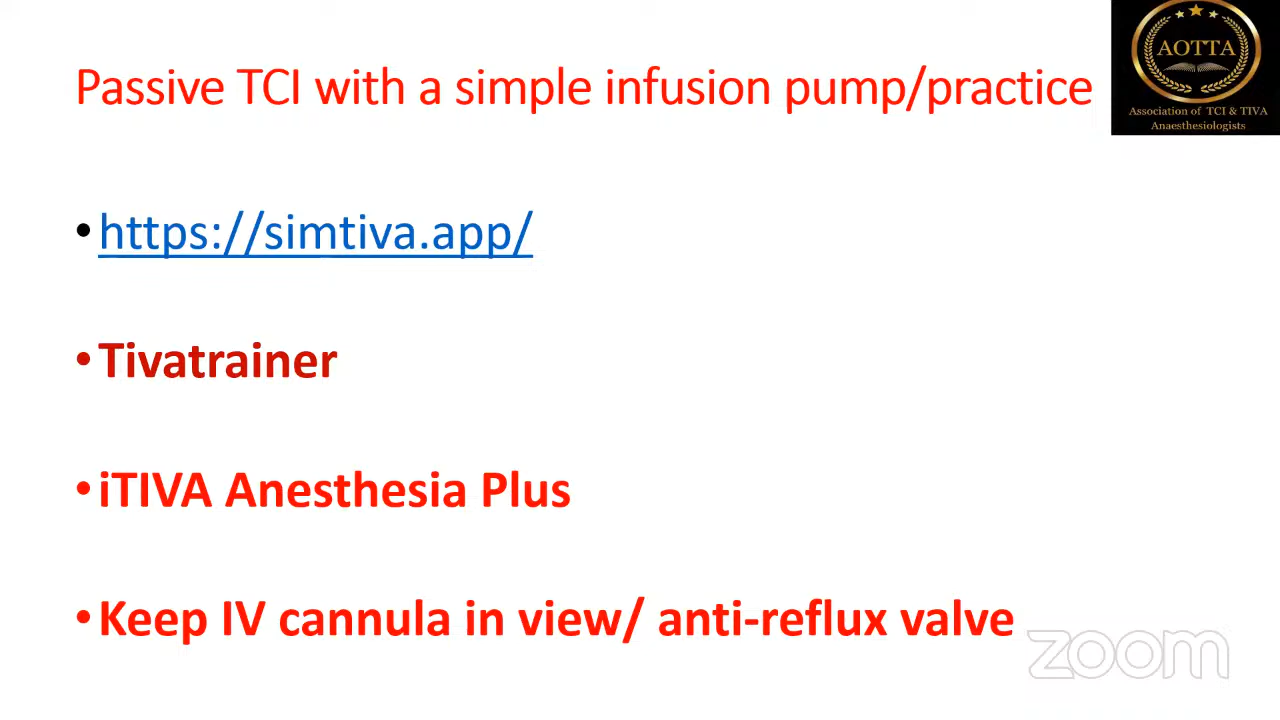 AOTTA
Association of TCI & TIVA
Anaesthesiologists
Passive TCI with a simple infusion pump/practice
•https://simtiva.app/
•Tivatrainer
•iTIVA Anesthesia Plus
•Keep IV cannula in view/ anti-reflux valve
zoom